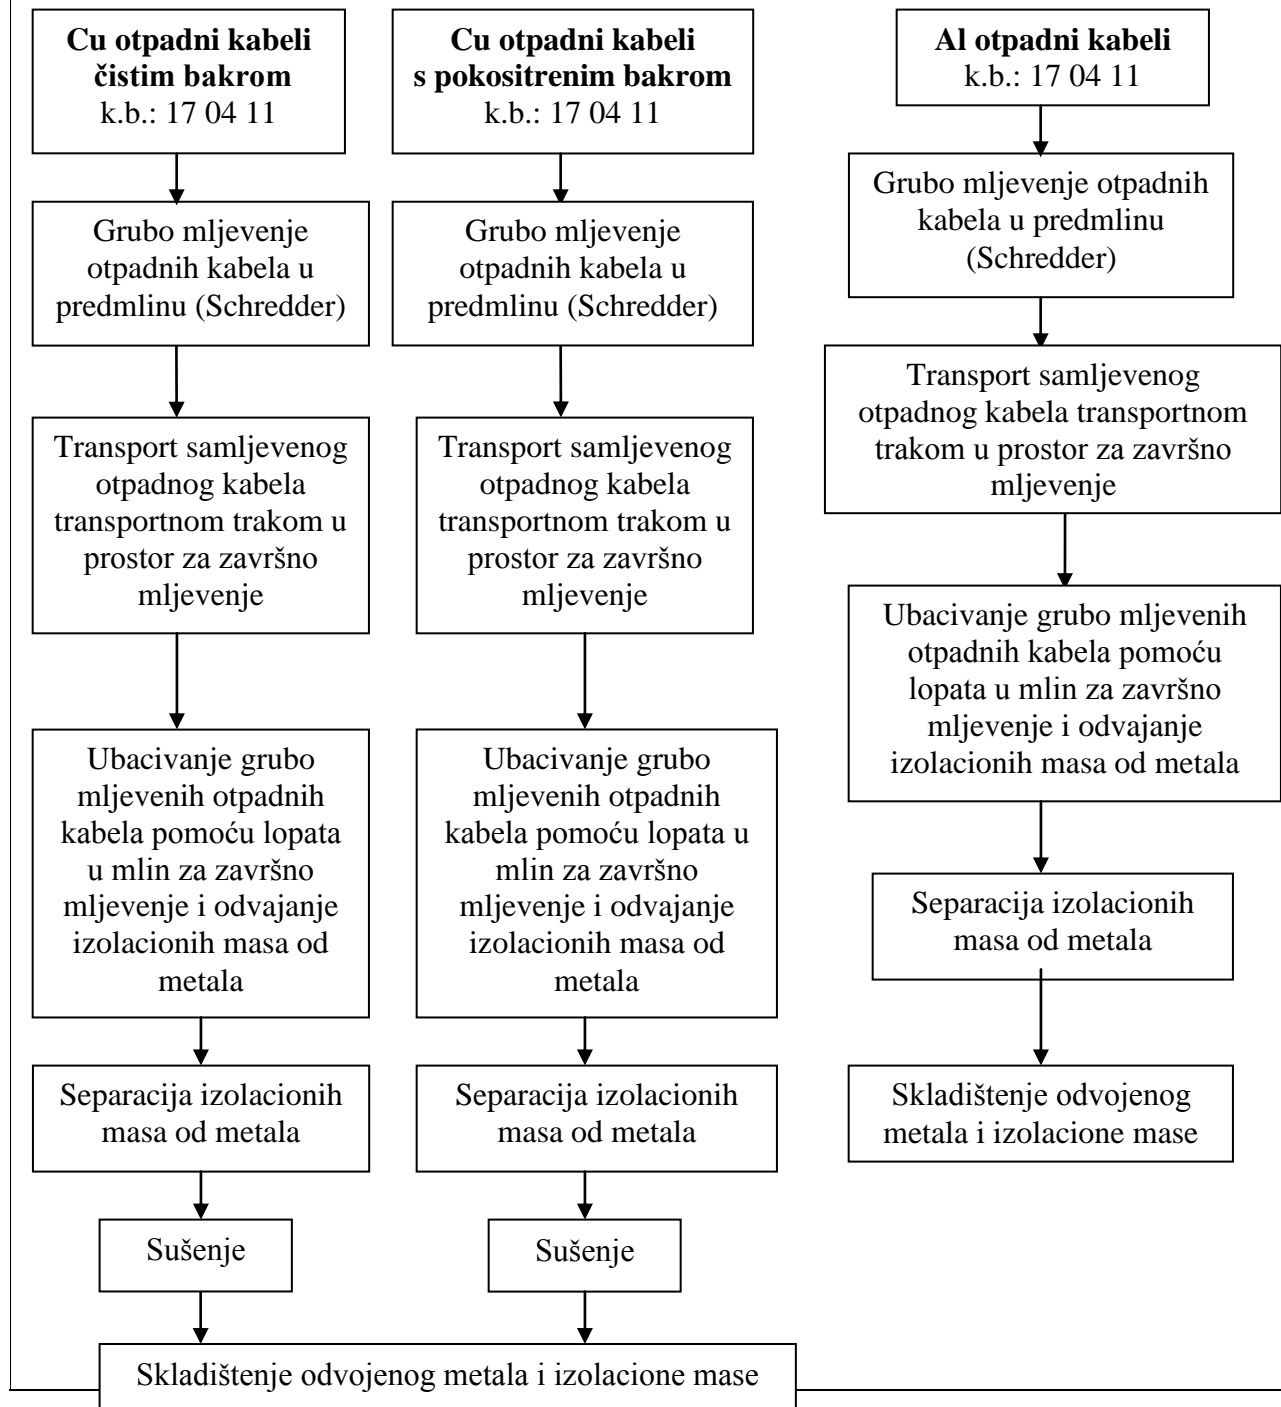 Cu otpadni kabeli
čistim bakrom
k.b.: 17 04 11
Grubo mljevenje
otpadnih kabela u
predmlinu (Schredder)
Transport samljevenog
otpadnog kabela
transportnom trakom u
prostor za završno
mljevenje
Ubacivanje grubo
mljevenih otpadnih
kabela pomoću lopata
u mlin za završno
mljevenje i odvajanje
izolacionih masa od
metala
Separacija izolacionih
masa od metala
Sušenje
Cu otpadni kabeli
s pokositrenim bakrom
k.b.: 17 04 11
Grubo mljevenje
otpadnih kabela u
predmlinu (Schredder)
Transport samljevenog
otpadnog kabela
transportnom trakom u
prostor za završno
mljevenje
Ubacivanje grubo
mljevenih otpadnih
kabela pomoću lopata u
mlin za završno
mljevenje i odvajanje
izolacionih masa od
metala
Separacija izolacionih
masa od metala
Sušenje
Skladištenje odvojenog metala i izolacione mase
Al otpadni kabeli
k.b.: 17 04 11
Grubo mljevenje otpadnih
kabela u predmlinu
(Schredder)
Transport samljevenog
otpadnog kabela transportnom
trakom u prostor za završno
mljevenje
Ubacivanje grubo mljevenih
otpadnih kabela pomoću
lopata u mlin za završno
mljevenje i odvajanje
izolacionih masa od metala
Separacija izolacionih
masa od metala
Skladištenje odvojenog
metala i izolacione mase